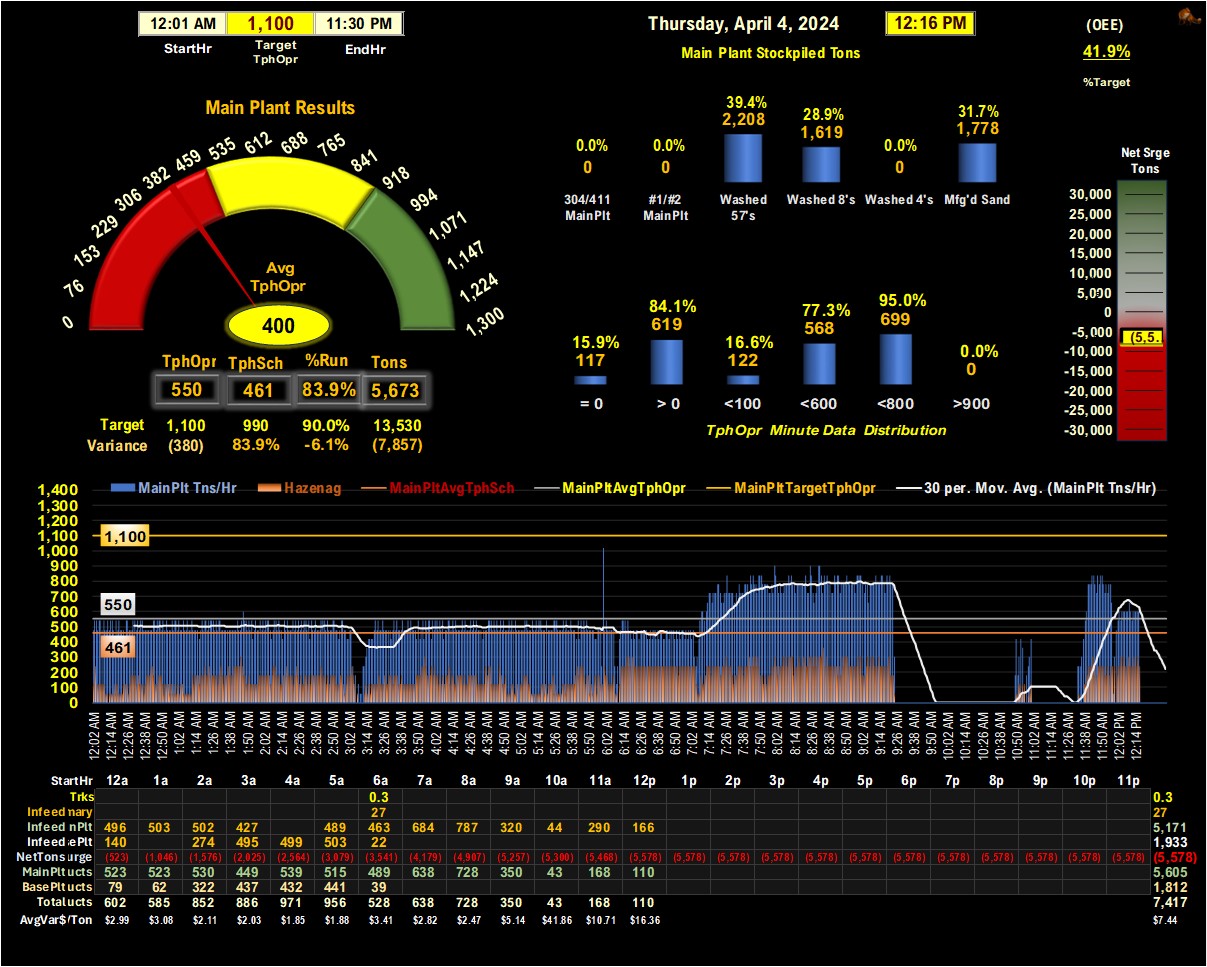 12:01 AM 1,100 11:30 PM
StartHr Target TphOpr EndHr
Thursday, April 4, 2024 12:16 PM
Main Plant Stockpiled Tons
(OEE)
41.9%
%Target
Main Plant Results
0 76 153 229 306 382 459 535 612 688 765 841 918 994 1,071 1,147 1,224 1,300
Avg
TphOpr
400
TphOpr TphSch %Run Tons
550 461 83.9% 5,673
Target 1,100 990 90.0% 13,530
Variance (380) 83.9% -6.1% (7,857)
0.0% 0.0% 39.4% 28.9% 0.0% 31.7%
0 0 2,208 1,619 0 1,778
304/411 MainPlt #1/#2 MainPlt Washed 57's Washed 8's Washed 4's Mfg'd Sand
15.9% 84.1% 16.6% 77.3% 95.0% 0.0%
117 619 122 568 699 0
= 0 > 0 <100 <600 <800 >900
TphOpr Minute Data Distribution
Net Srge
Tons
30,000
25,000
20,000
15,000
10,000
5,000
0
-5,000
(5.5.
-10,000
-15,000
-20,000
-25,000
-30,000
MainPlt Tns/Hr Hazenag MainPltAvgTphSch MainPltAvgTphOpr MainPltTargetTphOpr 30 per. Mov. Avg. (MainPlt Tns/Hr)
1,400
1,300
1,200
1,100
1,000
900
800
700
600
500
400
300
200
100
0
1,100
550
461
12:02 AM 12:14 AM 12:26 AM 12:38 AM 12:50 AM 1:02 AM 1:14 AM 1:26 AM 1:38 AM 1:50 AM 2:02 AM 2:14 AM 2:26 AM 2:38 AM 2:50 AM 3:02 AM 3:14 AM 3:26 AM 3:38 AM 3:50 AM 4:02 AM 4:14 AM 4:26 AM 4:38 AM 4:50 AM 5:02 AM 5:14 AM 5:26 AM 5:38 AM 5:50 AM 6:02 AM 6:14 AM 6:26 AM 6:38 AM 6:50 AM 7:02 AM 7:14 AM 7:26 AM 7:38 AM 7:50 AM 8:02 AM 8:14 AM 8:26 AM 8:38 AM 8:50 AM 9:02 AM 9:14 AM 9:26 AM 9:38 AM 9:50 AM 10:02 AM 10:14 AM 10:26 AM 10:38 AM 10:50 AM 11:02 AM 11:14 AM 11:26 AM 11:38 AM 11:50 AM 12:02 PM 12:14 PM
StartHr 12a 1a 2a 3a 4a 5a 6a 7a 8a 9a 10a 11a 12p 1p 2p 3p 4p 5p 6p 7p 8p 9p 10p 11p
Trks 0.3 0.3
Infeed mary 27 27
Infeed nPlt 496 503 502 427 489 463 684 787 320 44 290 166 5,171
Infeed ePlt 140 274 495 499 503 22 1,933
NetTons urge (523) (1,046) (1,576) (2,025) (2,564) (3,079) (3,541) (4,179) (4,907) (5,257) (5,300) (5,468) (5,578) (5,578) (5,578) (5,578) (5,578) (5,578) (5,578) (5,578) (5,578) (5,578) (5,578) (5,578) (5,578)
MainPlt ucts 523 523 530 449 539 515 489 638 728 350 43 168 110 5,605
BasePlt ucts 79 62 322 437 432 441 39 1,812
Total ucts 602 585 852 886 971 956 528 638 728 350 43 168 110 7,417
AvgVar$/Ton $2.99 $3.08 $2.11 $2.03 $1.85 $1.88 $3.41 $2.82 $2.47 $5.14 $41.86 $10.71 $16.36 $7.44